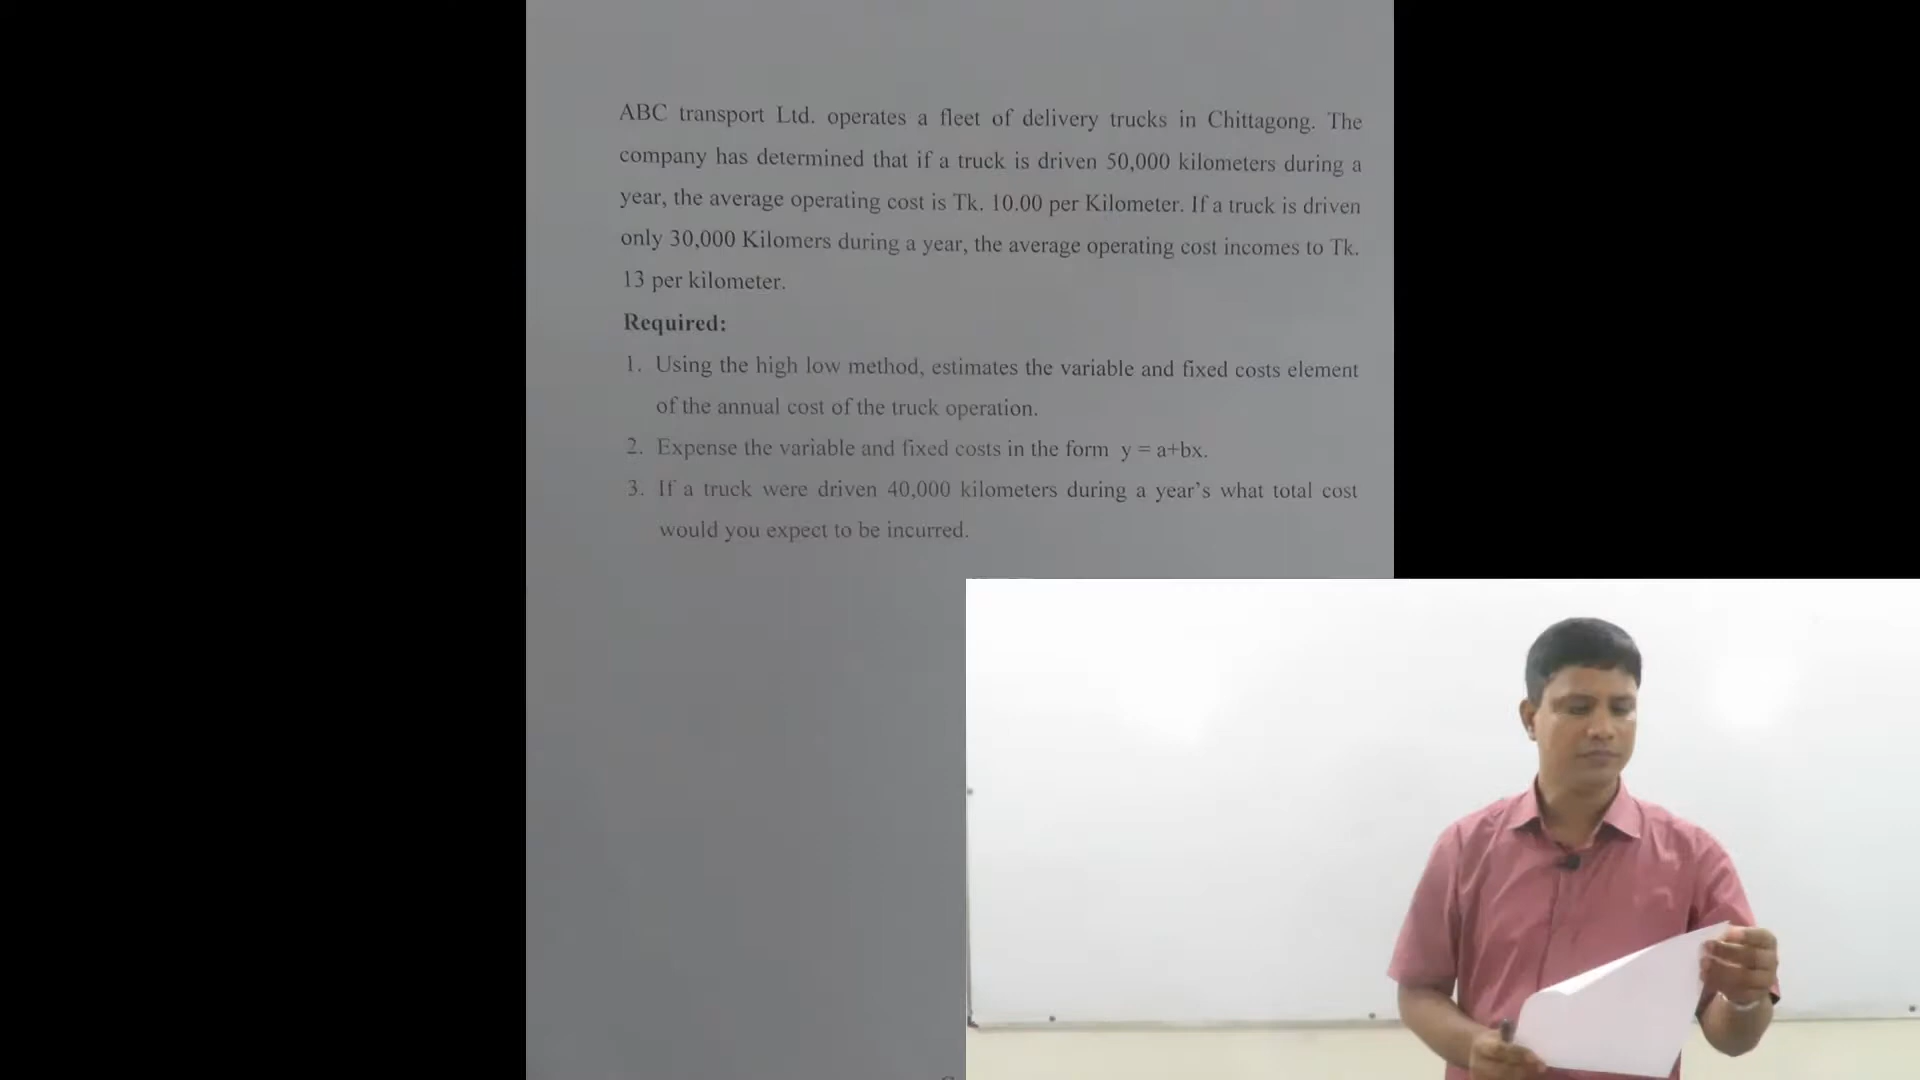 ABC transport Ltd. operates a fleet of delivery trucks in Chittagong. The
company has determined that if a truck is driven 50,000 kilometers during a
year, the average operating cost is Tk. 10.00 per Kilometer. If a truck is driven
only 30,000 Kilomers during a year, the average operating cost incomes to Tk.
13 per kilometer.
Required:
1. Using the high low method, estimates the variable and fixed costs element
of the annual cost of the truck operation.
2. Expense the variable and fixed costs in the form y = a+bx.
3. If a truck were driven 40,000 kilometers during a year's what total cost
would you expect to be incurred.